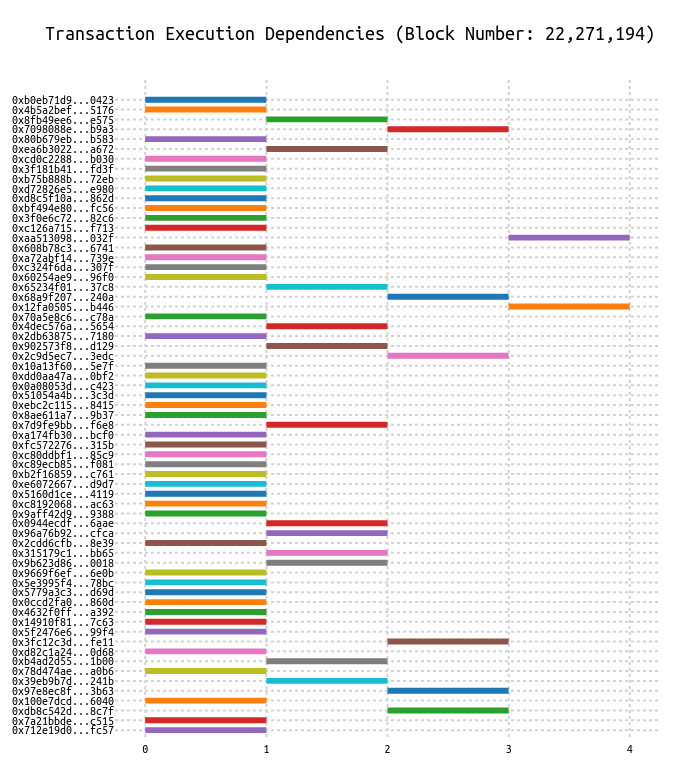 Transaction Execution Dependencies (Block Number: 22,271,194)
0xb0eb71d9...0423
0x4b5a2bef...5176
0x8fb49ee6...e575
0x7098088e...b9a3
0x80b679eb...b583
0xea6b3022...a672
0xcd0c2288...b030
0x3f181b41...fd3f
0xb75b888b...72eb
0xd72826e5...e980
0xd8c5f10a...862d
0xbf494e80...fc56
0x3f0e6c72...82c6
0xc126a715...f713
0xaa513098...032f
0x608b78c3...6741
0xa72abf14...739e
0xc324f6da...307f
0x60254ae9...96f0
0x65234f01...37c8
0x68a9f207...240a
0x12fa0505...b446
0x70a5e8c6...c78a
0x4dec576a...5654
0x2db63875...7180
0x902573f8...d129
0x2c9d5ec7...3edc
0x10a13f60...5e7f
0xdd0aa47a...0bf2
0x0a08053d...c423
0x51054a4b...3c3d
0xebc2c115...8415
0x8ae611a7...9b37
0x7d9fe9bb...f6e8
0xa174fb30...bcf0
0xfc572276...315b
0xc80ddbf1...85c9
0xc89ecb85...f081
0xb2f16859...c761
0xe6072667...d9d7
0x5160d1ce...4119
0xc8192068...ac63
0x9aff42d9...9388
0x0944ecdf...6aae
0x96a76b92...cfca
0x2cdd6cfb...8e39
0x315179c1...bb65
0x9b623d86...0018
0x9669f6ef...6e0b
0x5e3995f4...78bc
0x5779a3c3...d69d
0x0ccd2fa0...860d
0x4632f0ff...a392
0x14910f81...7c63
0x5f2476e6...99f4
0x3fc12c3d...fe11
0xd82c1a24...0d68
0xb4ad2d55...1b00
0x78d474ae...a0b6
0x39eb9b7d...241b
0x97e8ec8f...3b63
0x100e7dcd...6040
0xdb8c542d...8c7f
0x7a21bbde...c515
0x712e19d0...fc57
0 1 2 3 4